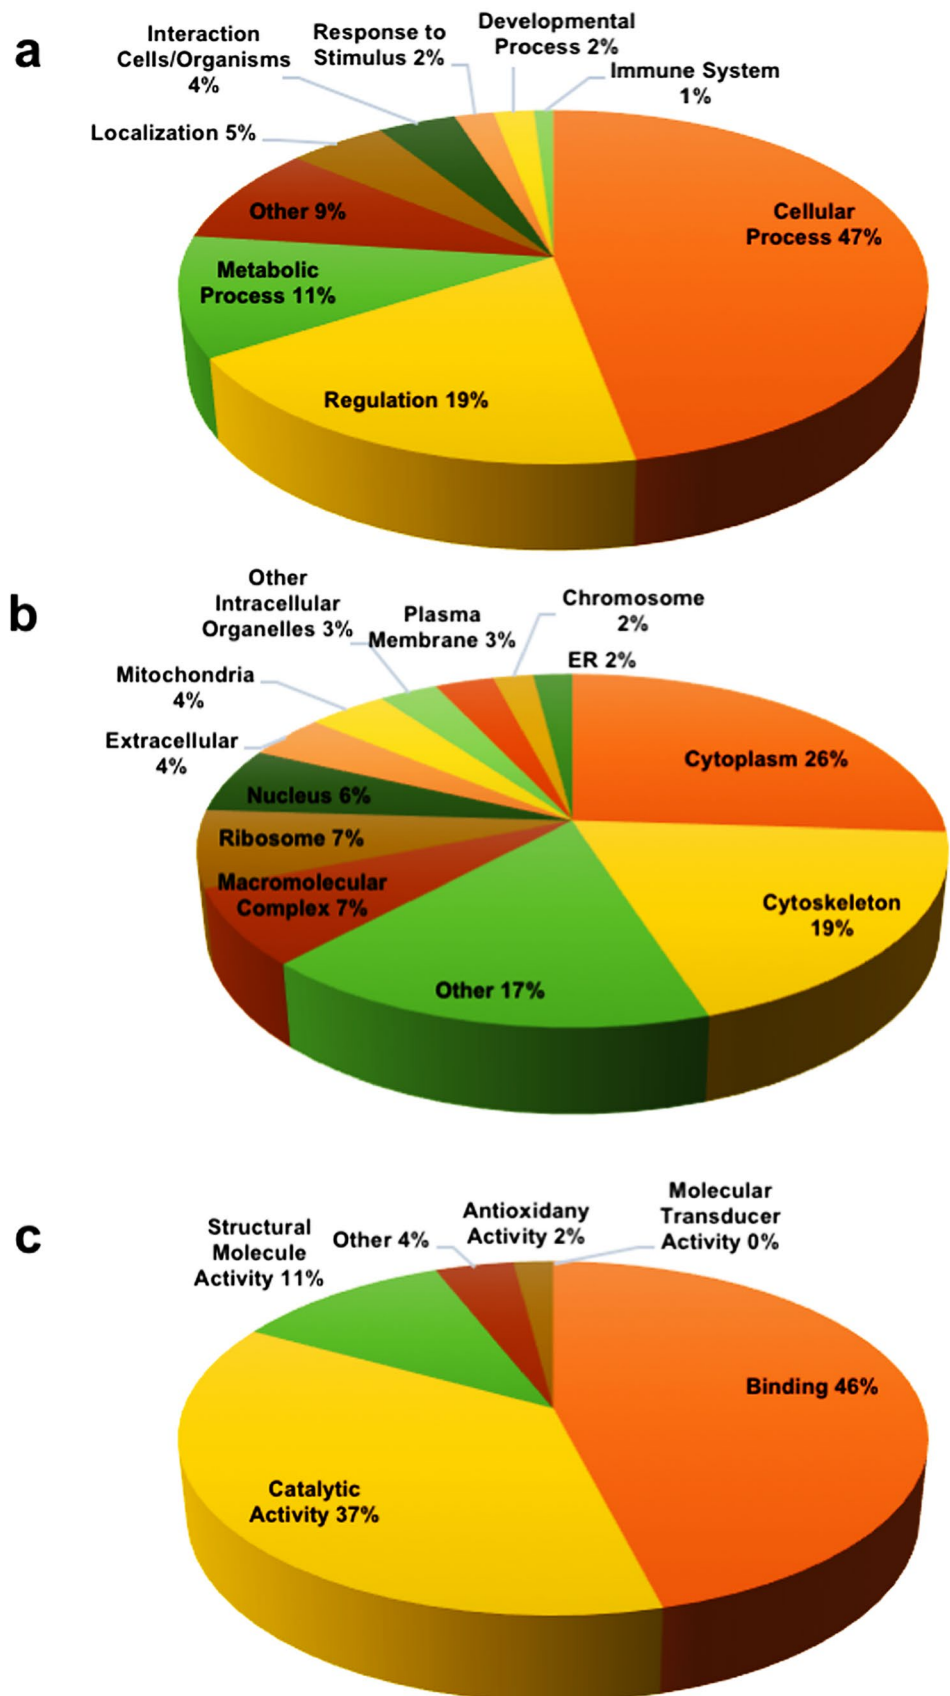 a
Interaction
Cells/Organisms
4%
Response to
Stimulus 2%
Developmental
Process 2%
Immune System
1%
Localization 5%
Other 9%
Cellular
Process 47%
Metabolic
Process 11%
Regulation 19%
b
Other
Intracellular
Organelles 3%
Plasma
Membrane 3%
Chromosome
2%
ER 2%
Mitochondria
4%
Extracellular
4%
Cytoplasm 26%
Nucleus 6%
Ribosome 7%
Macromolecular
Complex 7%
Cytoskeleton
19%
Other 17%
c
Structural
Molecule
Activity 11%
Other 4%
Antioxidany
Activity 2%
Molecular
Transducer
Activity 0%
Binding 46%
Catalytic
Activity 37%